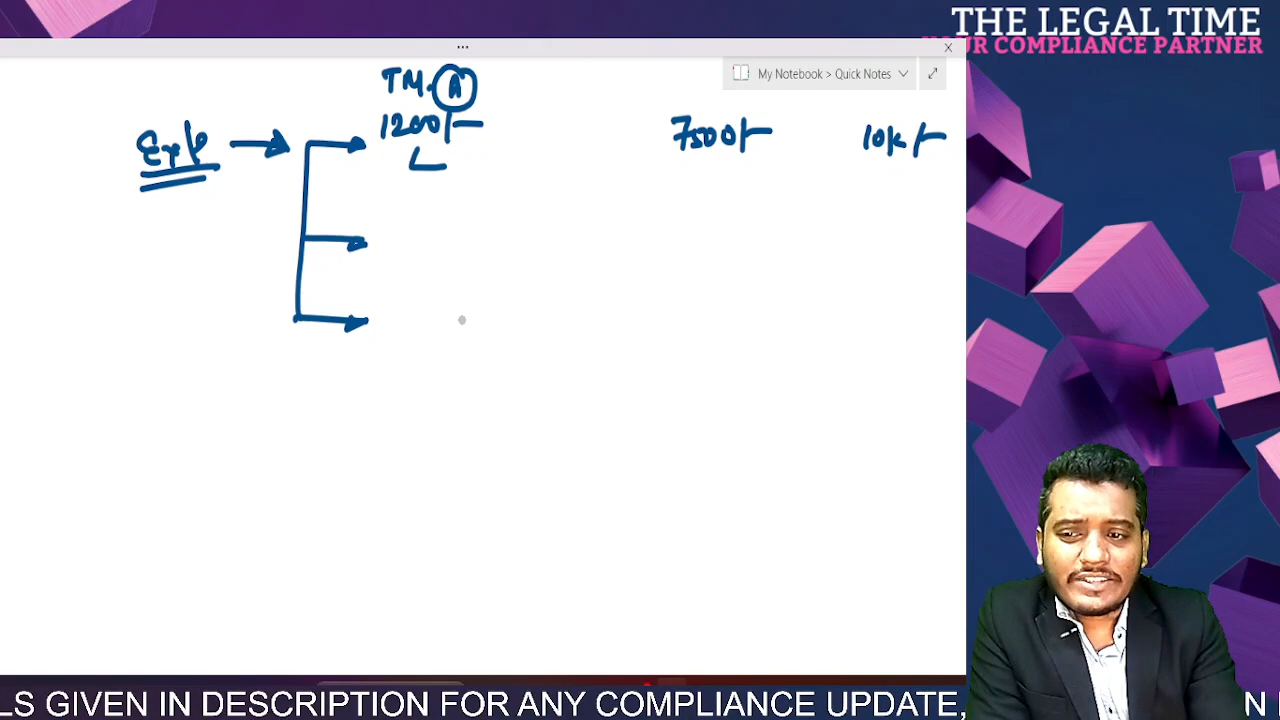 THE LEGAL TIME
YOUR COMPLIANCE PARTNER
My Notebook > Quick Notes
TM. A
Exp 1200/- 7500/- 10k/-
LS GIVEN IN DESCRIPTION FOR ANY COMPLIANCE UPDATE, N